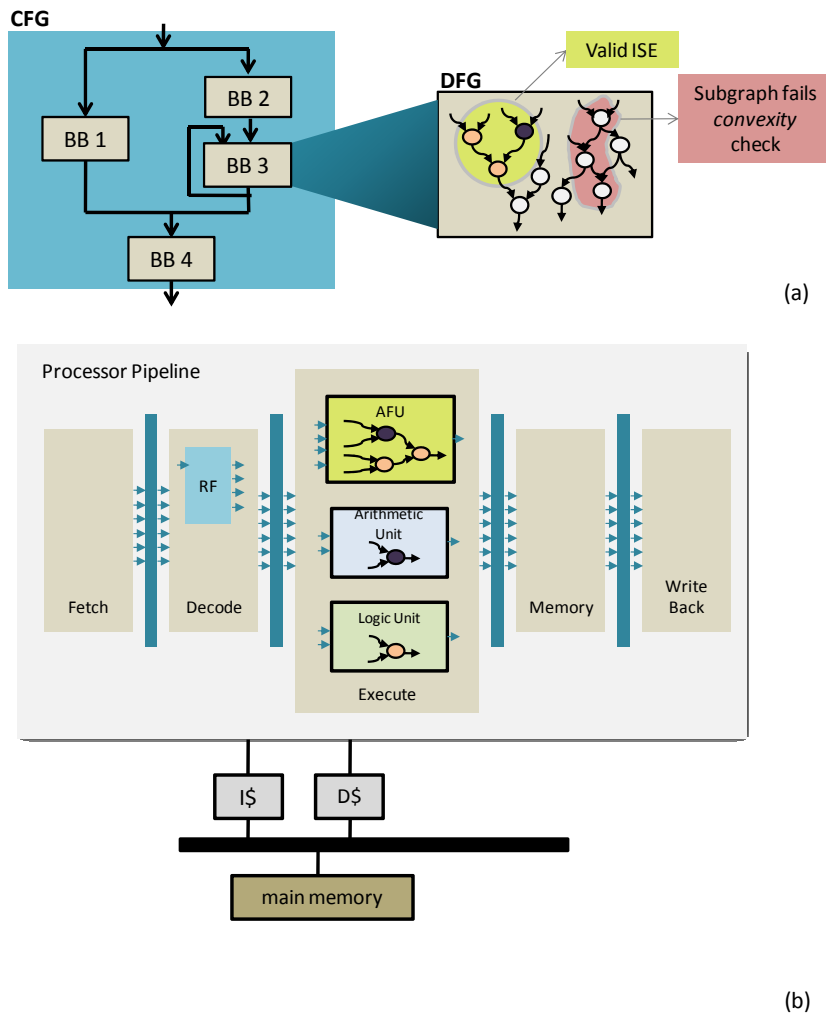 CFG
Valid ISE
BB 2
DFG
BB 1
BB 3
Subgraph fails
convexity
check
BB 4
(a)
Processor Pipeline
AFU
RF
Arithmetic
Unit
Fetch
Decode
Logic Unit
Execute
Memory
Write
Back
I$
D$
main memory
(b)